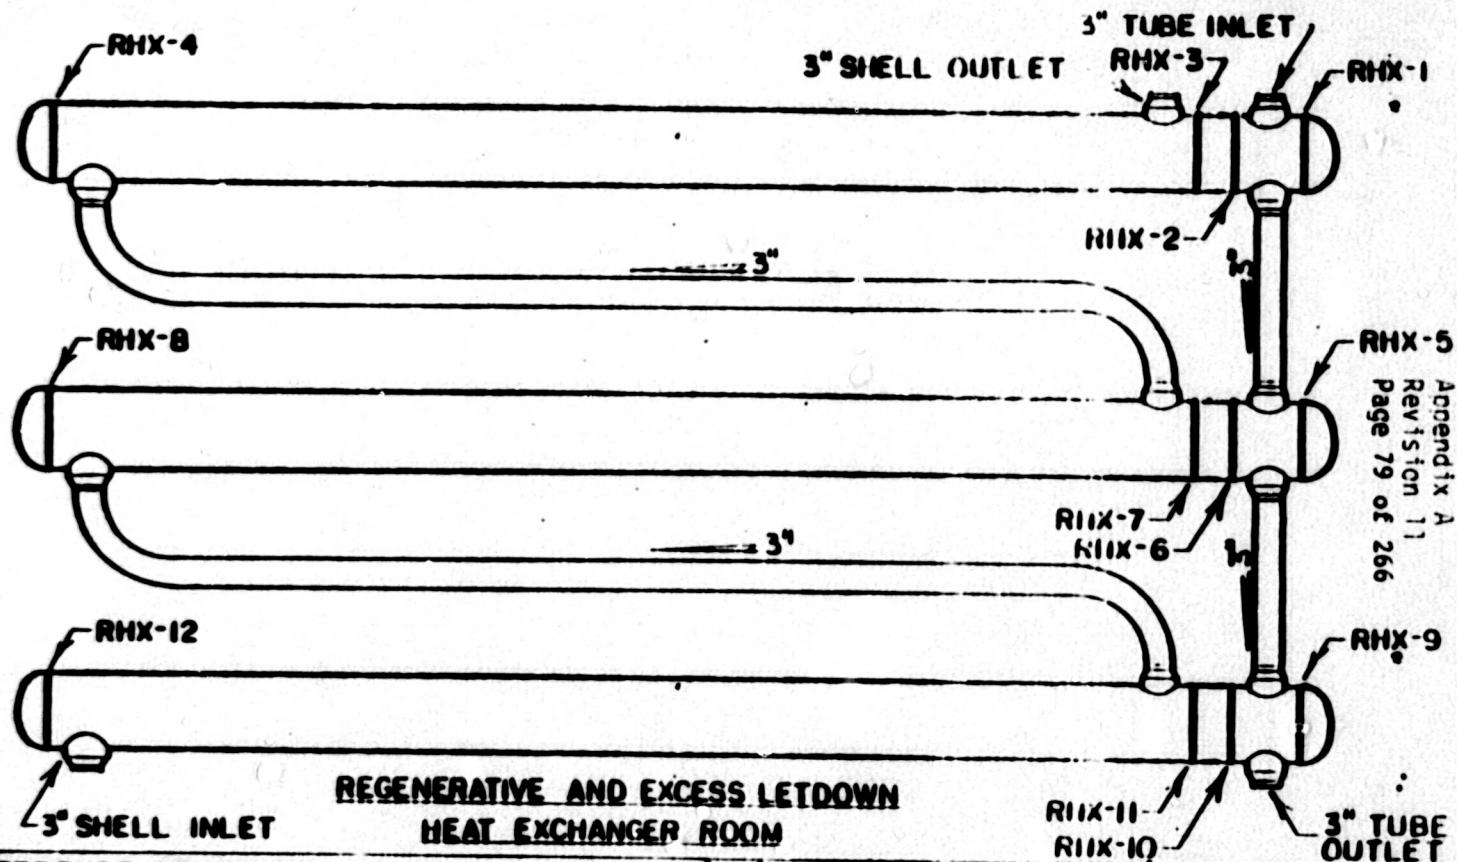 RHX-4
3" TUBE INLET
3" SHELL OUTLET
RHX-3
RHX-1
RHX-2
3"
3"
RHX-8
RHX-5
Appendix A
Revision 11
Page 79 of 266
RHX-7
RHX-6
3"
3"
RHX-12
RHX-9
REGENERATIVE AND EXCESS LETDOWN
HEAT EXCHANGER ROOM
3" SHELL INLET
RHX-11
RHX-10
3" TUBE
OUTLET